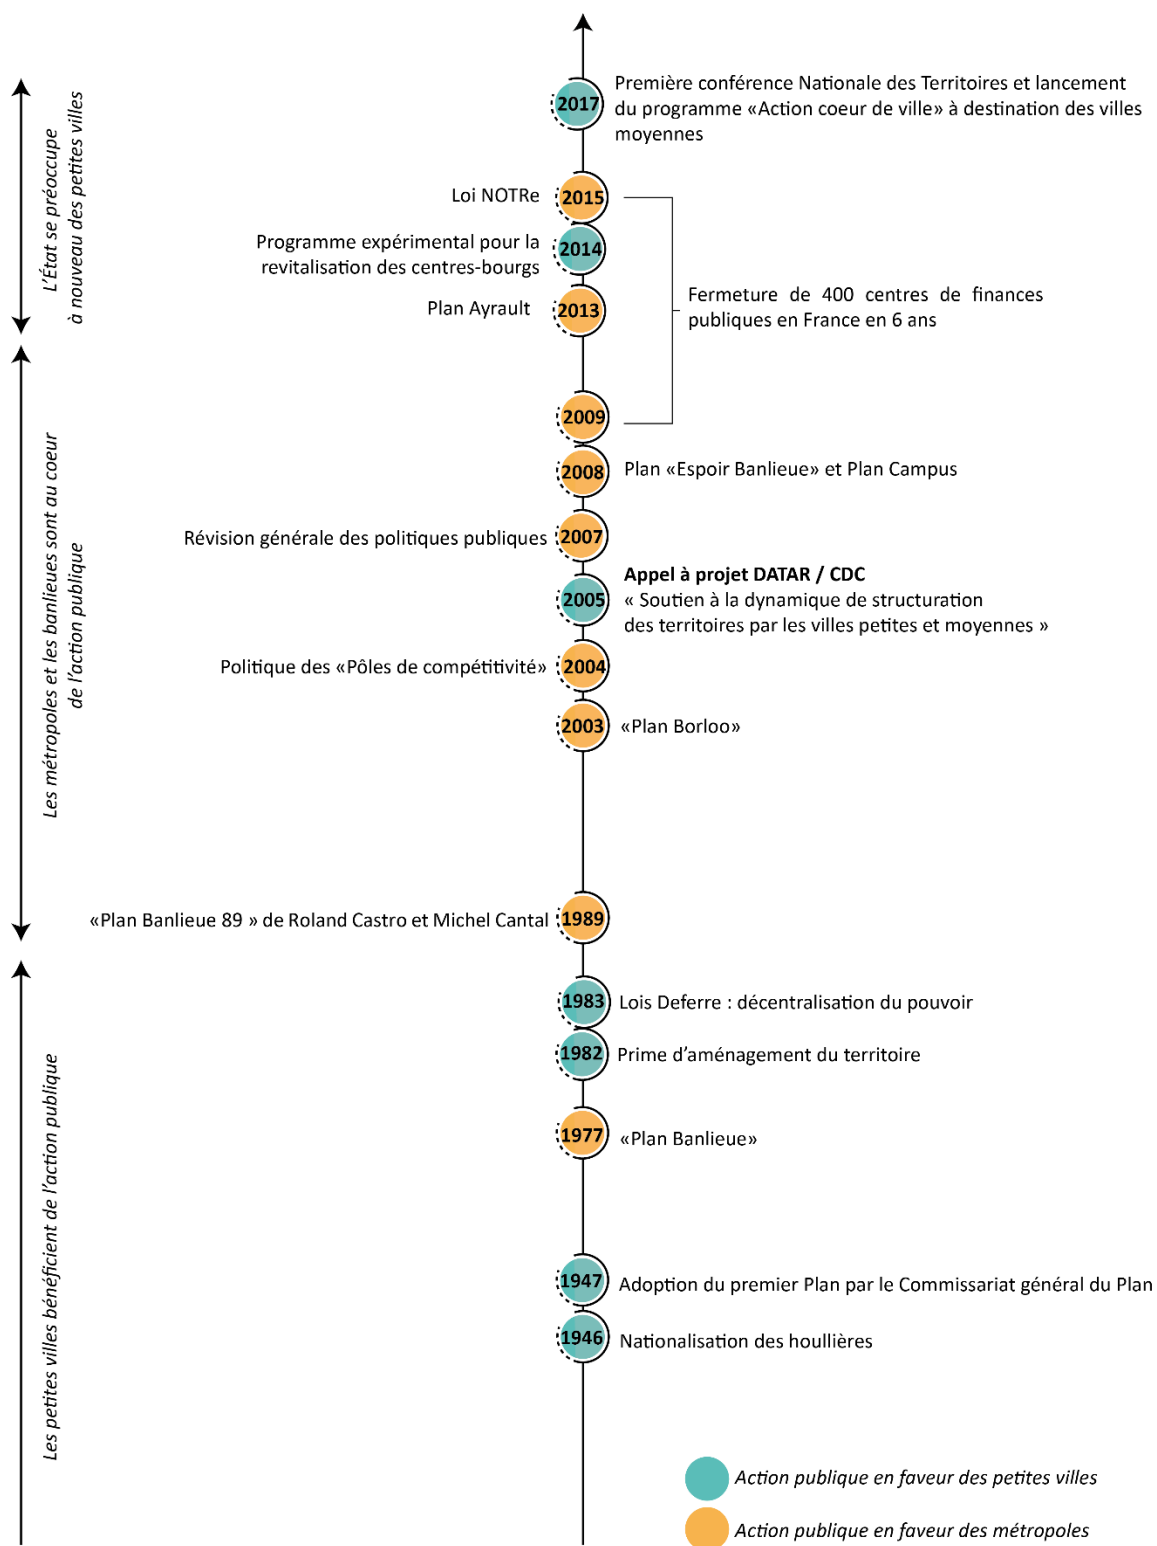 2017
Première conférence Nationale des Territoires et lancement
du programme «Action coeur de ville» à destination des villes
moyennes
L'État se préoccupe
à nouveau des petites villes
Loi NOTRe
2015
Programme expérimental pour la
revitalisation des centres-bourgs
2014
Plan Ayrault
2013
Fermeture de 400 centres de finances
publiques en France en 6 ans
2009
2008
Plan «Espoir Banlieue» et Plan Campus
Les métropoles et les banlieues sont au coeur
de l'action publique
Révision générale des politiques publiques
2007
Appel à projet DATAR / CDC
2005
« Soutien à la dynamique de structuration
des territoires par les villes petites et moyennes »
Politique des «Pôles de compétitivité»
2004
2003
«Plan Borloo»
«Plan Banlieue 89 » de Roland Castro et Michel Cantal
1989
1983
Lois Deferre : décentralisation du pouvoir
1982
Prime d'aménagement du territoire
1977
«Plan Banlieue»
Les petites villes bénéficient de l'action publique
1947
Adoption du premier Plan par le Commissariat général du Plan
1946
Nationalisation des houllières
Action publique en faveur des petites villes
Action publique en faveur des métropoles